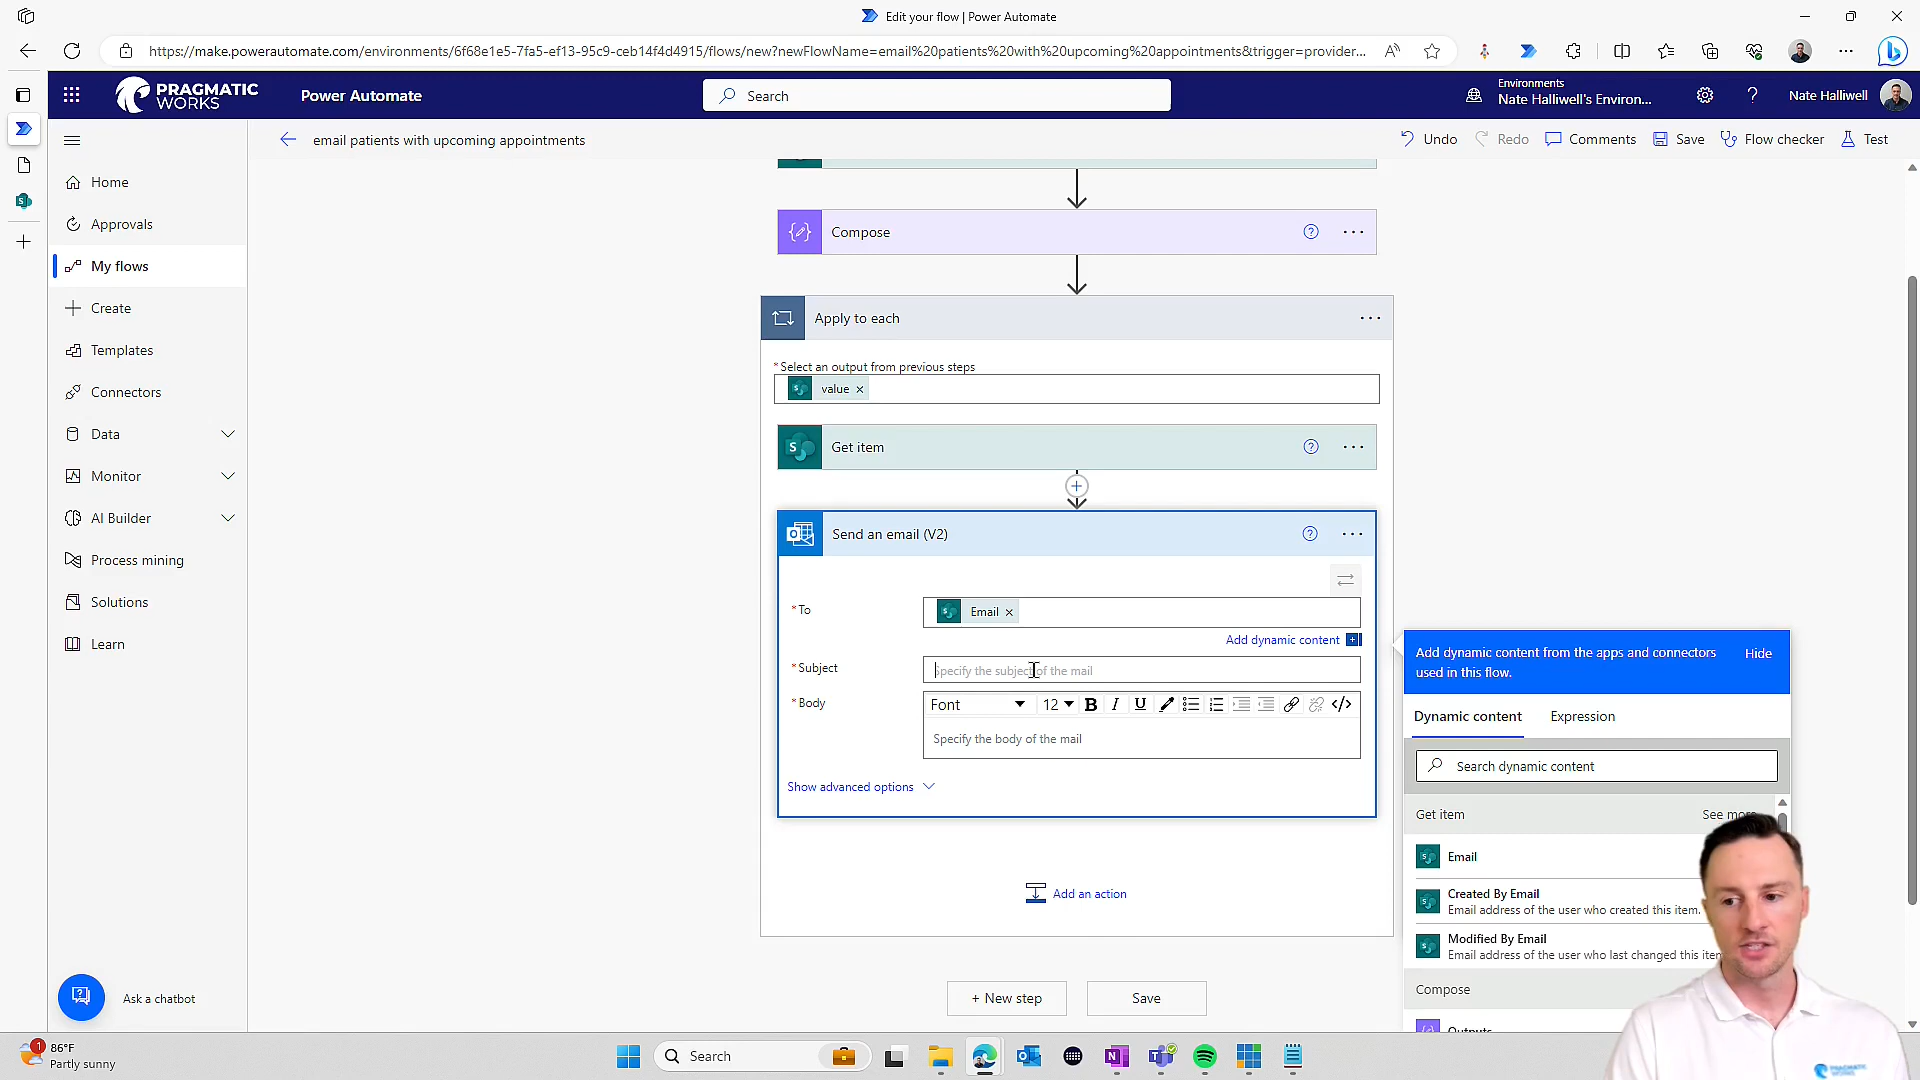 Edit your flow | Power Automate
https://make.powerautomate.com/environments/6f68e1e5-7fa5-ef13-95c9-ceb14f4d4915/flows/new?newFlowName=email%20patients%20with%20upcoming%20appointments&trigger=provider...
PRAGMATIC
WORKS
Power Automate
Search
Environments
Nate Halliwell's Environ...
?
Nate Halliwell
email patients with upcoming appointments
Undo
Redo
Comments
Save
Flow checker
Test
Home
Approvals
My flows
Create
Templates
Connectors
Data
Monitor
AI Builder
Process mining
Solutions
Learn
Ask a chatbot
Compose
Apply to each
* Select an output from previous steps
value ×
Get item
Send an email (V2)
* To
Email ×
Add dynamic content
* Subject
Specify the subject of the mail
* Body
Font
12
B I U
</>
Specify the body of the mail
Show advanced options
Add an action
+ New step
Save
Add dynamic content from the apps and connectors
used in this flow.
Hide
Dynamic content
Expression
Search dynamic content
Get item
See more
Email
Created By Email
Email address of the user who created this item.
Modified By Email
Email address of the user who last changed this item
Compose
Outputs
PRAGMATIC
1
86°F
Partly sunny
Search